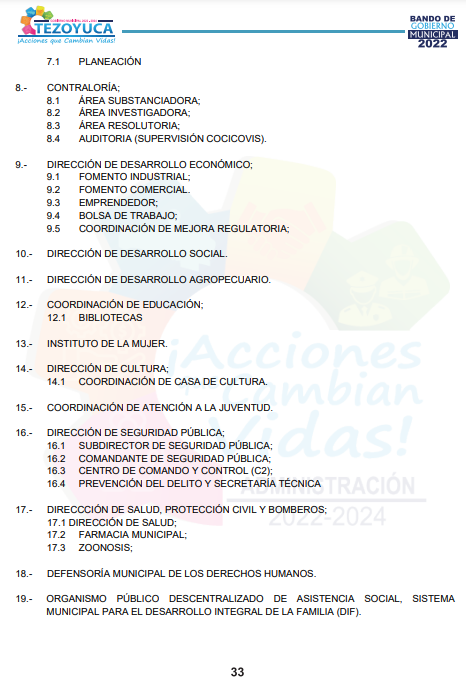 GOBIERNO MUNICIPAL 2022 - 2024
TEZOYUCA
¡Acciones que Cambian Vidas!
BANDO DE
GOBIERNO
MUNICIPAL
2022
7.1 PLANEACIÓN
8.- CONTRALORÍA;
8.1 ÁREA SUBSTANCIADORA;
8.2 ÁREA INVESTIGADORA;
8.3 ÁREA RESOLUTORIA;
8.4 AUDITORIA (SUPERVISIÓN COCICOVIS).
9.- DIRECCIÓN DE DESARROLLO ECONÓMICO;
9.1 FOMENTO INDUSTRIAL;
9.2 FOMENTO COMERCIAL.
9.3 EMPRENDEDOR;
9.4 BOLSA DE TRABAJO;
9.5 COORDINACIÓN DE MEJORA REGULATORIA;
10.- DIRECCIÓN DE DESARROLLO SOCIAL.
11.- DIRECCIÓN DE DESARROLLO AGROPECUARIO.
12.- COORDINACIÓN DE EDUCACIÓN;
12.1 BIBLIOTECAS
13.- INSTITUTO DE LA MUJER.
14.- DIRECCIÓN DE CULTURA;
14.1 COORDINACIÓN DE CASA DE CULTURA.
15.- COORDINACIÓN DE ATENCIÓN A LA JUVENTUD.
16.- DIRECCIÓN DE SEGURIDAD PÚBLICA;
16.1 SUBDIRECTOR DE SEGURIDAD PÚBLICA;
16.2 COMANDANTE DE SEGURIDAD PÚBLICA;
16.3 CENTRO DE COMANDO Y CONTROL (C2);
16.4 PREVENCIÓN DEL DELITO Y SECRETARÍA TÉCNICA
17.- DIRECCCIÓN DE SALUD, PROTECCIÓN CIVIL Y BOMBEROS;
17.1 DIRECCIÓN DE SALUD;
17.2 FARMACIA MUNICIPAL;
17.3 ZOONOSIS;
18.- DEFENSORÍA MUNICIPAL DE LOS DERECHOS HUMANOS.
19.- ORGANISMO PÚBLICO DESCENTRALIZADO DE ASISTENCIA SOCIAL, SISTEMA
MUNICIPAL PARA EL DESARROLLO INTEGRAL DE LA FAMILIA (DIF).
¡Acciones
Cambian
Vidas!
ADMINISTRACIÓN
2022-2024
33